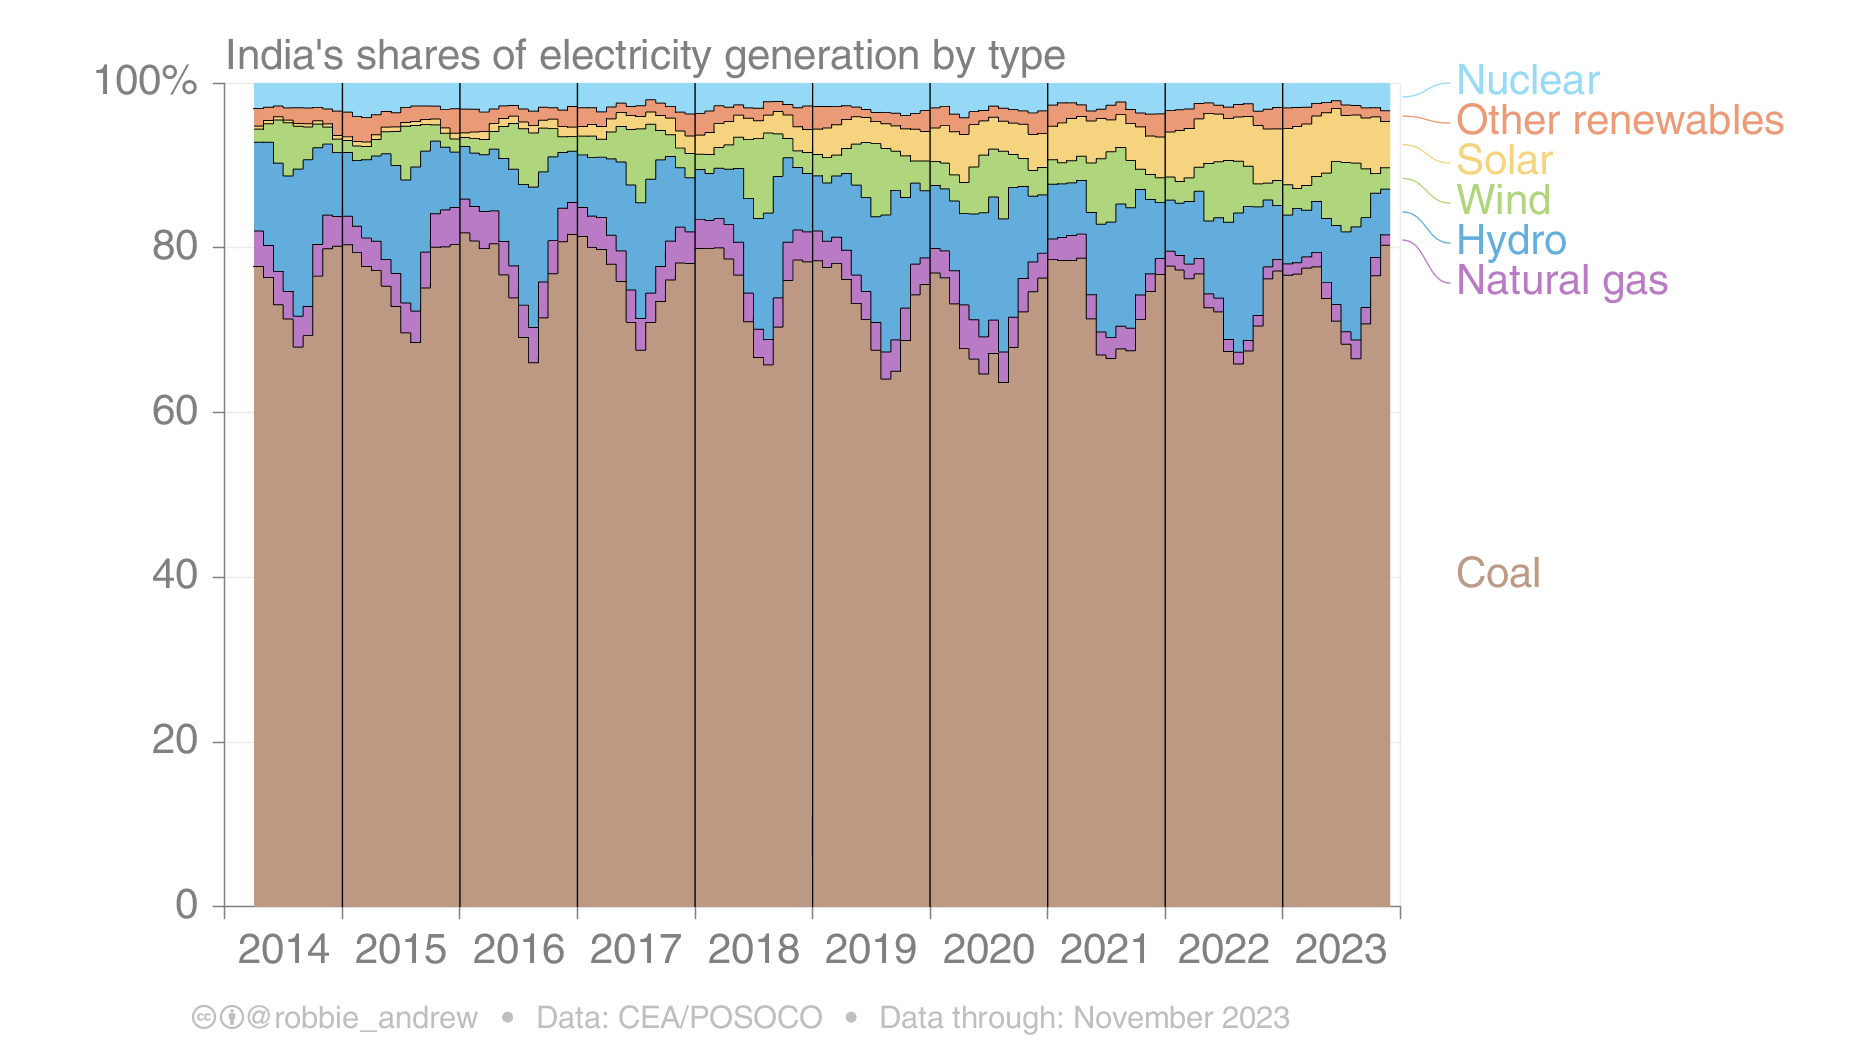 India's shares of electricity generation by type
100%
80
60
40
20
0
Nuclear
Other renewables
Solar
Wind
Hydro
Natural gas
Coal
2014 2015 2016 2017 2018 2019 2020 2021 2022 2023
@robbie_andrew • Data: CEA/POSOCO • Data through: November 2023